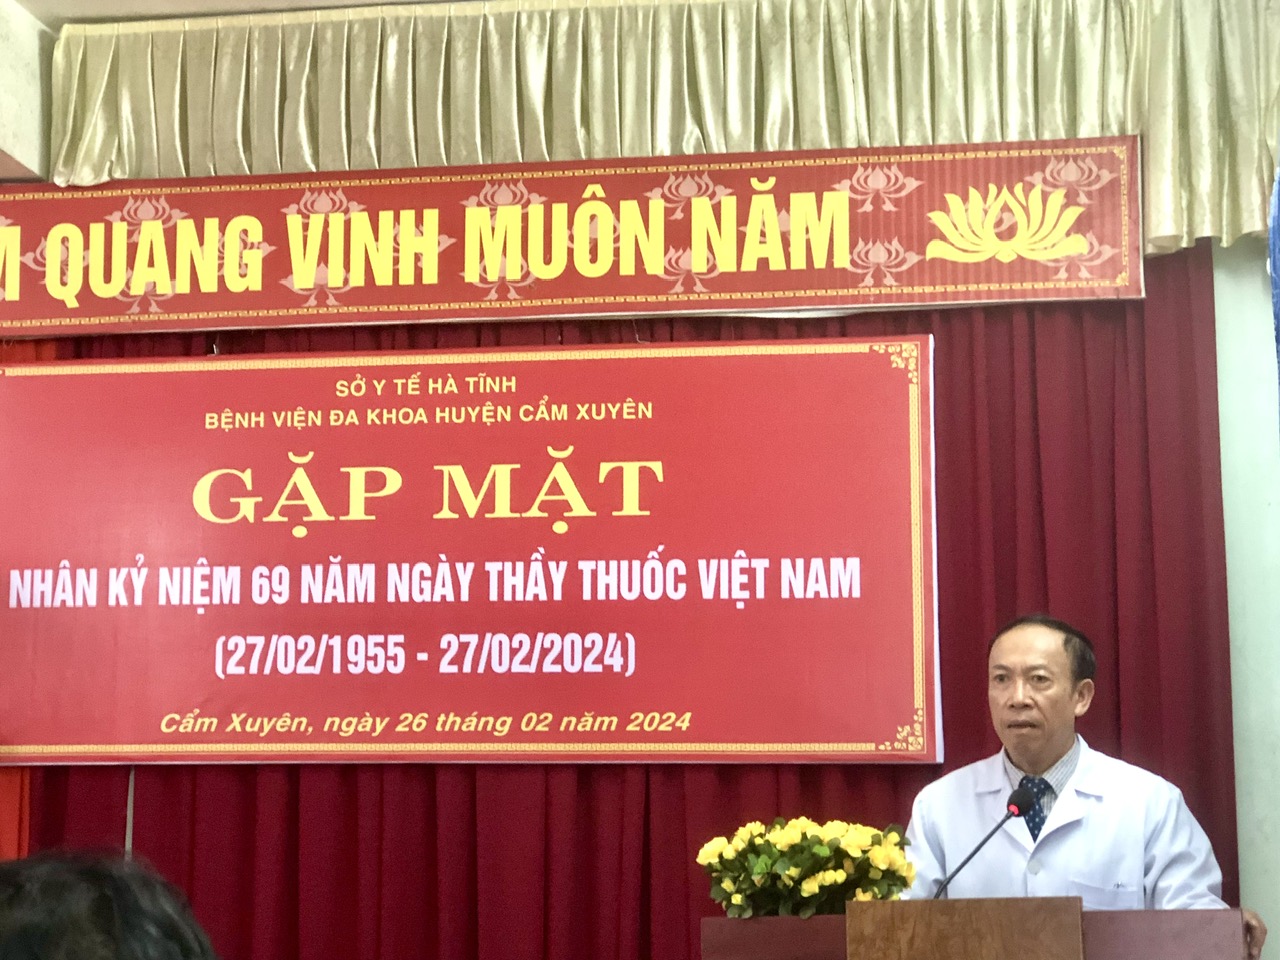 QUANG VINH MUÔN NĂM
SỞ Y TẾ HÀ TĨNH
BỆNH VIỆN ĐA KHOA HUYỆN CẨM XUYÊN
GẶP MẶT
NHÂN KỶ NIỆM 69 NĂM NGÀY THẦY THUỐC VIỆT NAM
(27/02/1955 - 27/02/2024)
Cẩm Xuyên, ngày 26 tháng 02 năm 2024